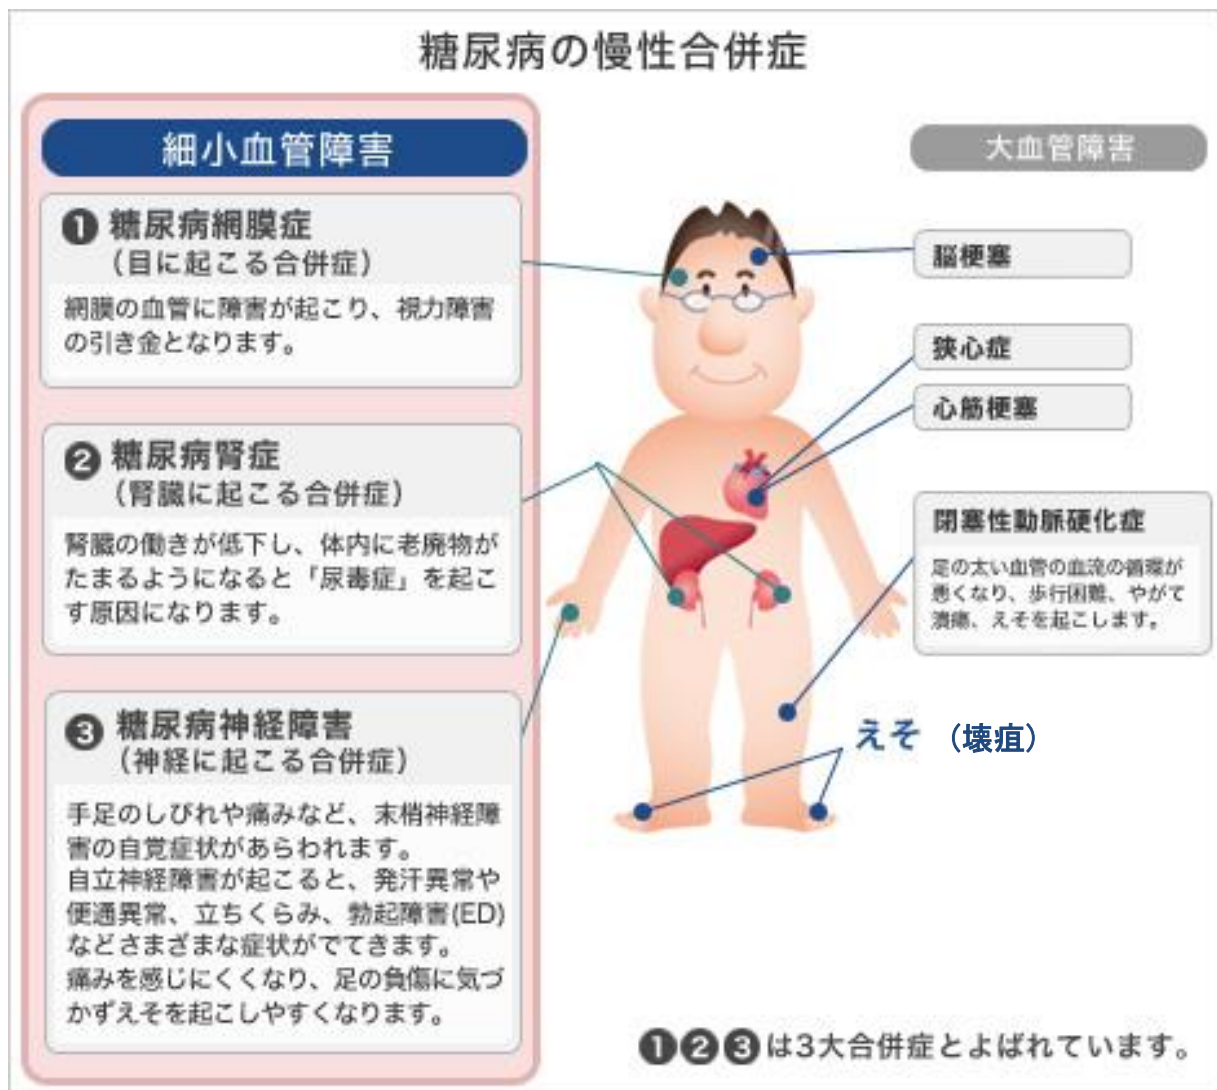 糖尿病の慢性合併症
細小血管障害
❶ 糖尿病網膜症
(目に起こる合併症)
網膜の血管に障害が起こり、視力障害
の引き金となります。
❷ 糖尿病腎症
(腎臓に起こる合併症)
腎臓の働きが低下し、体内に老廃物が
たまるようになると「尿毒症」を起こ
す原因になります。
❸ 糖尿病神経障害
(神経に起こる合併症)
手足のしびれや痛みなど、末梢神経障
害の自覚症状があらわれます。
自立神経障害が起こると、発汗異常や
便通異常、立ちくらみ、勃起障害(ED)
などさまざまな症状がでてきます。
痛みを感じにくくなり、足の負傷に気づ
かずえそを起こしやすくなります。
大血管障害
脳梗塞
狭心症
心筋梗塞
閉塞性動脈硬化症
足の太い血管の血流の循環が
悪くなり、歩行困難、やがて
潰瘍、えそを起こします。
えそ (壊疽)
❶❷❸は3大合併症とよばれています。